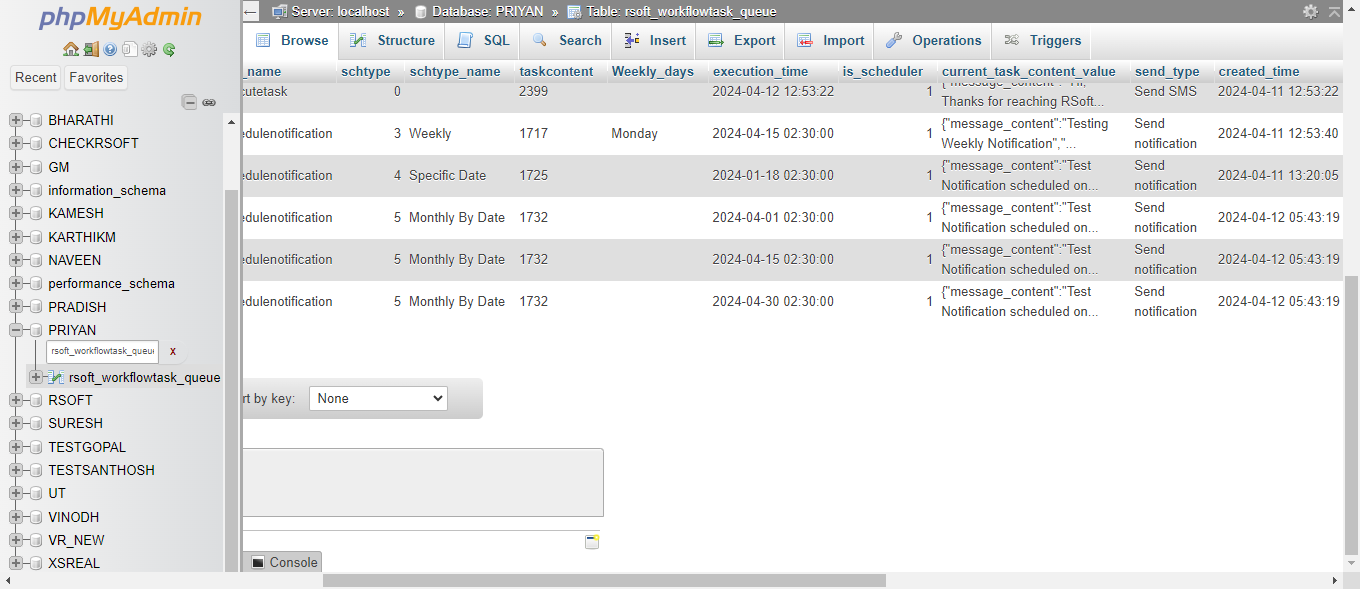 phpMyAdmin
Recent Favorites
BHARATHI
CHECKRSOFT
GM
information_schema
KAMESH
KARTHIKM
NAVEEN
performance_schema
PRADISH
PRIYAN
rsoft_workflowtask_queu x
rsoft_workflowtask_queue
RSOFT
SURESH
TESTGOPAL
TESTSANTHOSH
UT
VINODH
VR_NEW
XSREAL
Server: localhost » Database: PRIYAN » Table: rsoft_workflowtask_queue
Browse Structure SQL Search Insert Export Import Operations Triggers
_name schtype schtype_name taskcontent Weekly_days execution_time is_scheduler current_task_content_value send_type created_time
cutetask 0 2399 2024-04-12 12:53:22 1 Thanks for reaching RSoft... Send SMS 2024-04-11 12:53:22
edulenotification 3 Weekly 1717 Monday 2024-04-15 02:30:00 1 {"message_content":"Testing Send 2024-04-11 12:53:40
Weekly Notification","... notification
edulenotification 4 Specific Date 1725 2024-01-18 02:30:00 1 {"message_content":"Test Send 2024-04-11 13:20:05
Notification scheduled on... notification
edulenotification 5 Monthly By Date 1732 2024-04-01 02:30:00 1 {"message_content":"Test Send 2024-04-12 05:43:19
Notification scheduled on... notification
edulenotification 5 Monthly By Date 1732 2024-04-15 02:30:00 1 {"message_content":"Test Send 2024-04-12 05:43:19
Notification scheduled on... notification
edulenotification 5 Monthly By Date 1732 2024-04-30 02:30:00 1 {"message_content":"Test Send 2024-04-12 05:43:19
Notification scheduled on... notification
rt by key: None
Console